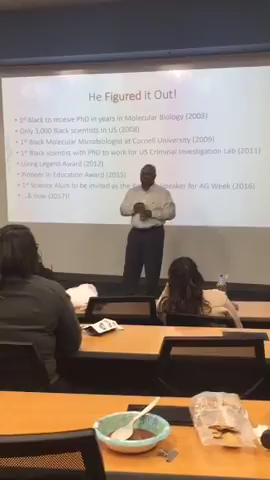 He Figured it Out!
• 1st Black to receive PhD in years in Molecular Biology (2003)
• Only 3,000 Black scientists in US (2008)
• 1st Black Molecular Microbiologist at Cornell University (2009)
• 1st Black scientist with PhD to work for US Criminal Investigation Lab (2011)
• Living Legend Award (2012)
• Pioneer in Education Award (2015)
• 1st Science Alum to be invited as the Speaker for AG Week (2016)
now (2017)!